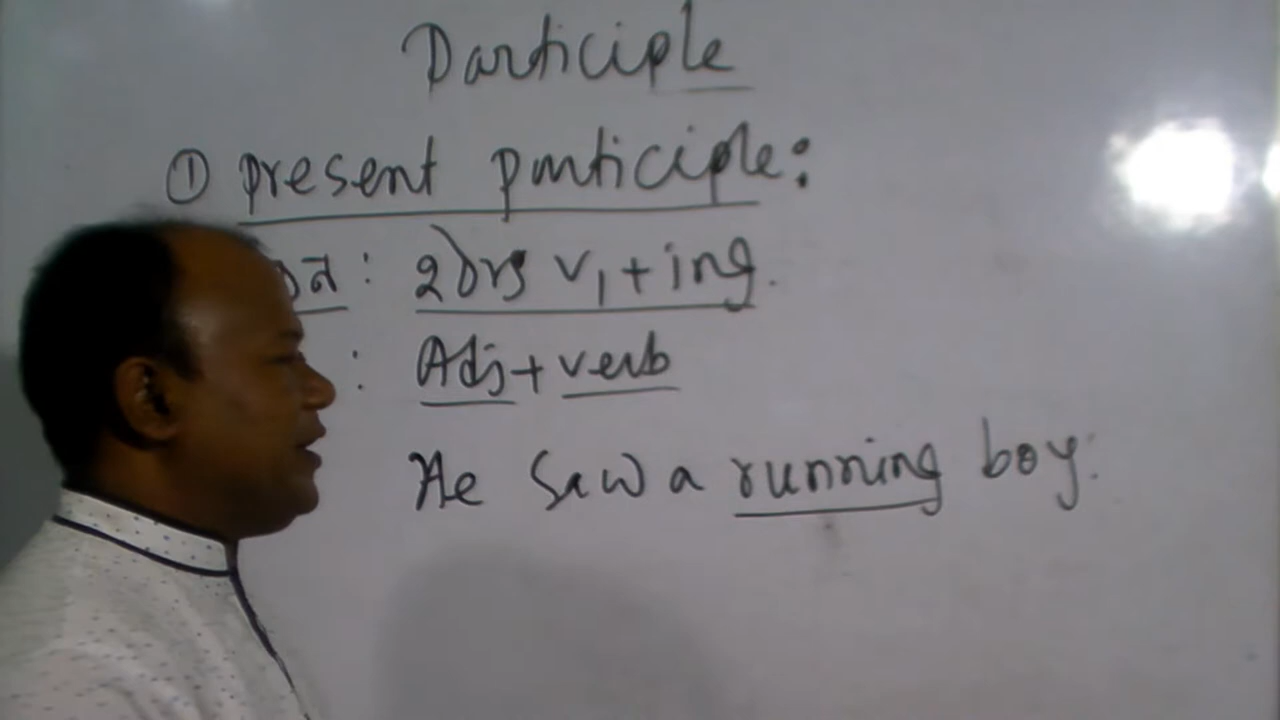 Participle
① present participle:
: V₁ + ing.
: Adj + verb
He saw a running boy.